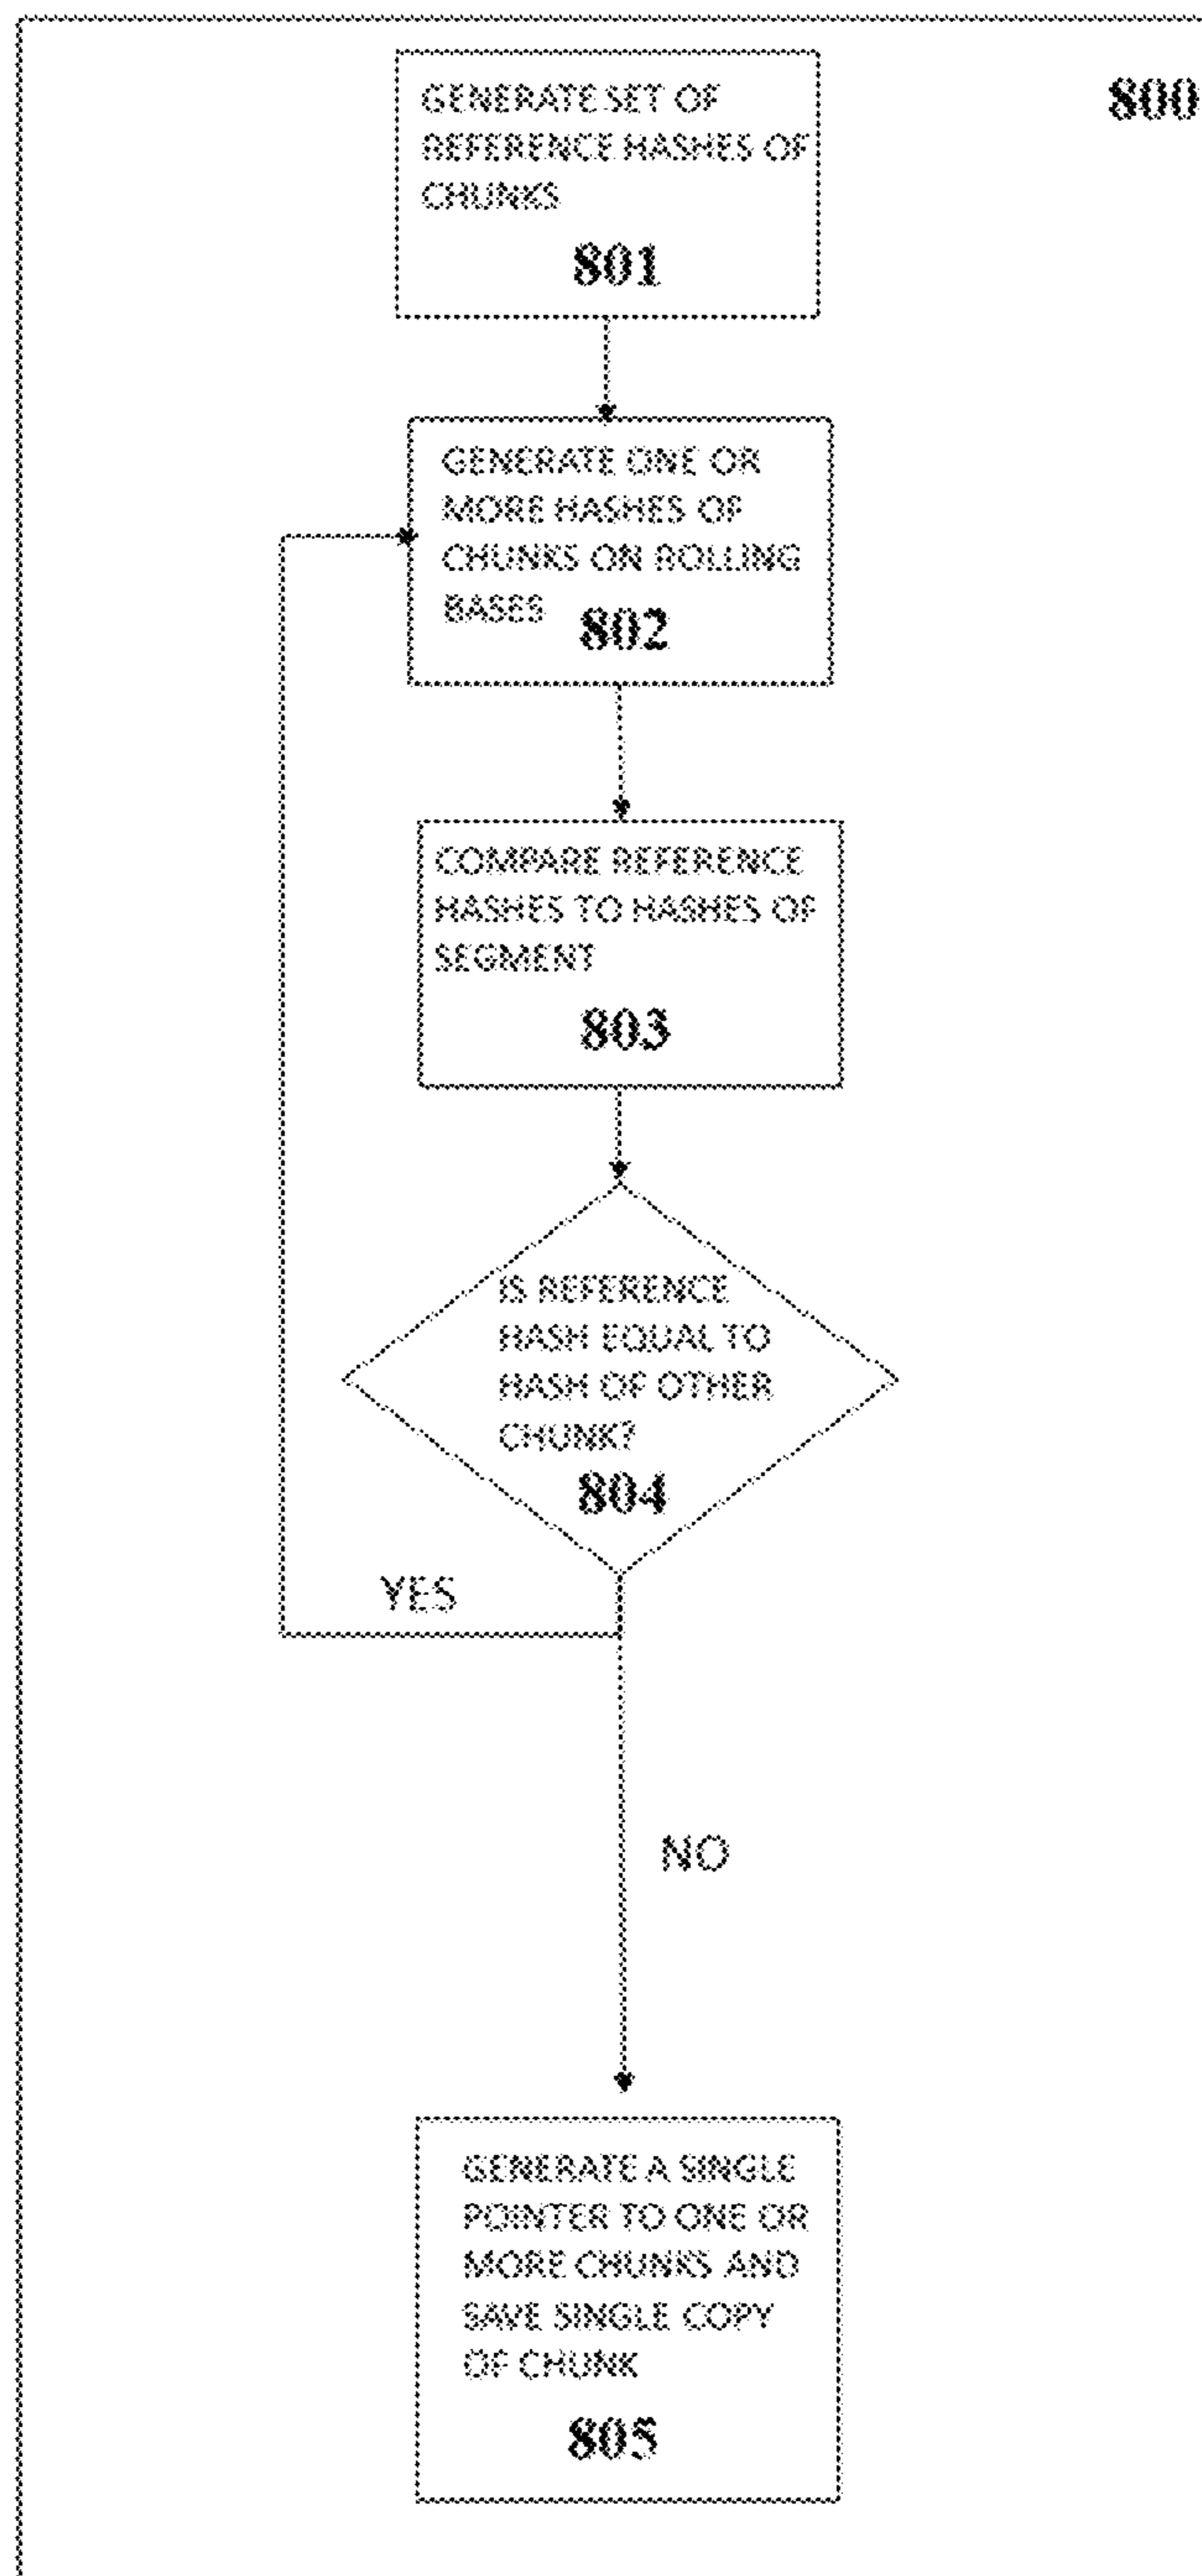 800
GENERATE SET OF
REFERENCE HASHES OF
CHUNKS
801
GENERATE ONE OR
MORE HASHES OF
CHUNKS ON ROLLING
BASES
802
COMPARE REFERENCE
HASHES TO HASHES OF
SEGMENT
803
IS REFERENCE
HASH EQUAL TO
HASH OF OTHER
CHUNK?
804
YES
NO
GENERATE A SINGLE
POINTER TO ONE OR
MORE CHUNKS AND
SAVE SINGLE COPY
OF CHUNK
805